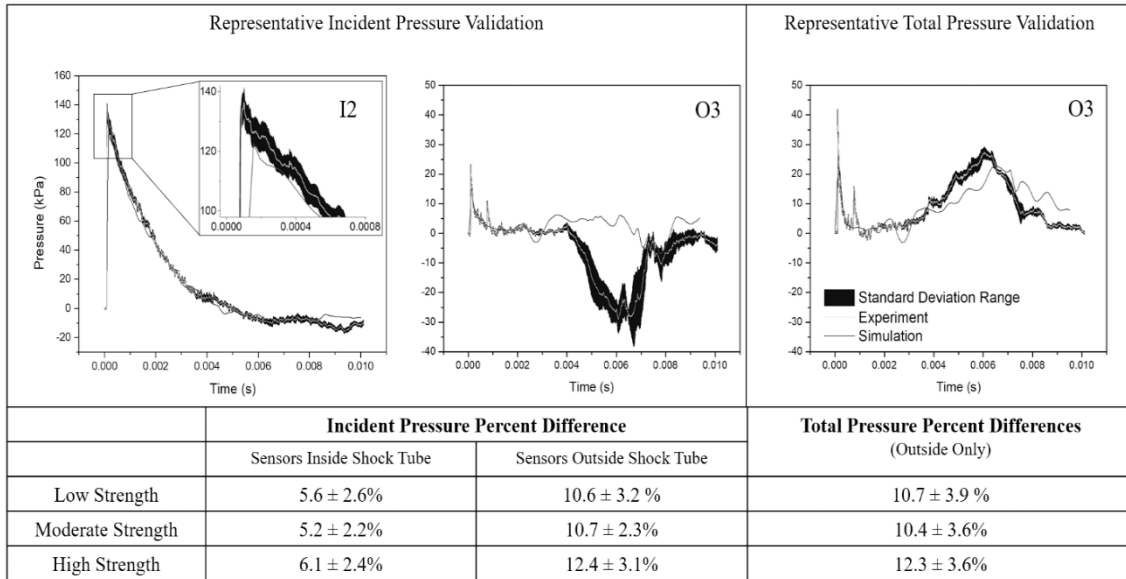 Representative Incident Pressure Validation
Representative Total Pressure Validation
I2
160
140
120
100
80
60
40
20
0
-20
Pressure (kPa)
0.000 0.002 0.004 0.006 0.008 0.010
Time (s)
140
120
100
0.0000 0.0004 0.0008
O3
50
40
30
20
10
0
-10
-20
-30
-40
0.000 0.002 0.004 0.006 0.008 0.010
Time (s)
O3
50
40
30
20
10
0
-10
-20
-30
-40
Standard Deviation Range
Experiment
Simulation
0.000 0.002 0.004 0.006 0.008 0.010
Time (s)
Incident Pressure Percent Difference
Total Pressure Percent Differences
(Outside Only)
Sensors Inside Shock Tube Sensors Outside Shock Tube
Low Strength 5.6 ± 2.6% 10.6 ± 3.2 % 10.7 ± 3.9 %
Moderate Strength 5.2 ± 2.2% 10.7 ± 2.3% 10.4 ± 3.6%
High Strength 6.1 ± 2.4% 12.4 ± 3.1% 12.3 ± 3.6%